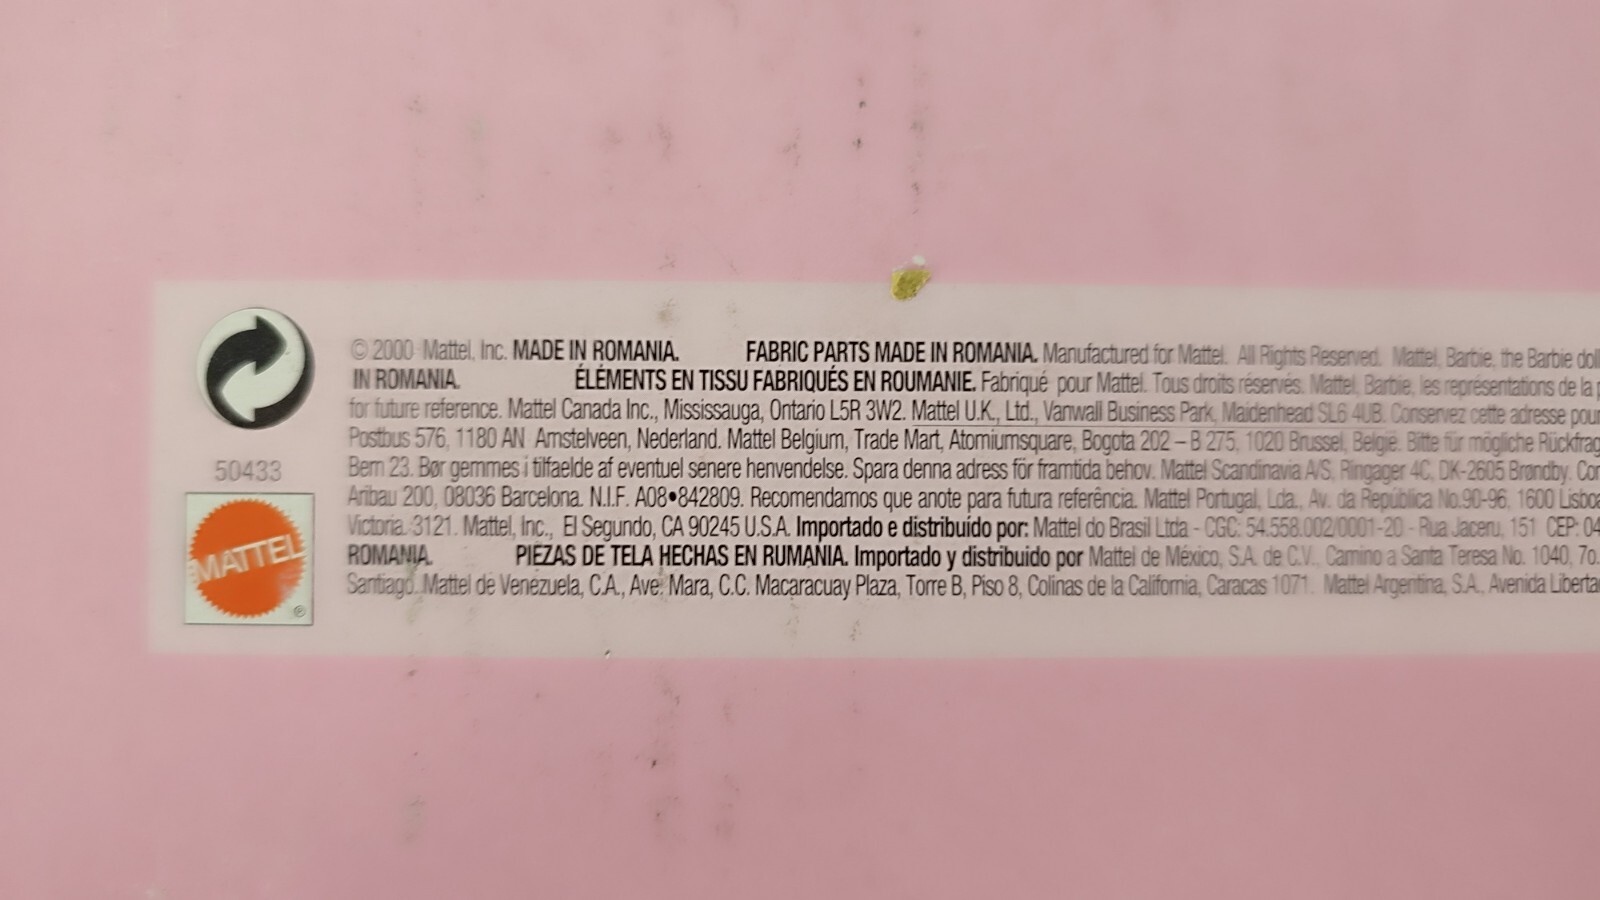 © 2000 Mattel, Inc. MADE IN ROMANIA. FABRIC PARTS MADE IN ROMANIA. Manufactured for Mattel. All Rights Reserved. Mattel, Barbie, the Barbie doll
IN ROMANIA. ÉLÉMENTS EN TISSU FABRIQUÉS EN ROUMANIE. Fabriqué pour Mattel. Tous droits réservés. Mattel, Barbie, les représentations de la
for future reference. Mattel Canada Inc., Mississauga, Ontario L5R 3W2. Mattel U.K., Ltd., Vanwall Business Park, Maidenhead SL6 4UB. Conservez cette adresse pour
Postbus 576, 1180 AN Amstelveen, Nederland. Mattel Belgium, Trade Mart, Atomiumsquare, Bogota 202 – B 275, 1020 Brussel, België. Bitte für mögliche Rückfrag
50433
Bern 23. Bør gemmes i tilfaelde af eventuel senere henvendelse. Spara denna adress för framtida behov. Mattel Scandinavia A/S, Ringager 4C, DK-2605 Brøndby. Con
Aribau 200, 08036 Barcelona. N.I.F. A08•842809. Recomendamos que anote para futura referência. Mattel Portugal, Lda., Av. da República No.90-96, 1600 Lisboa
Victoria. 3121. Mattel, Inc., El Segundo, CA 90245 U.S.A. Importado e distribuido por: Mattel do Brasil Ltda - CGC: 54.558.002/0001-20 - Rua Jaceru, 151 CEP: 04
MATTEL ®
ROMANIA. PIEZAS DE TELA HECHAS EN RUMANIA. Importado y distribuido por Mattel de México, S.A. de C.V., Camino a Santa Teresa No. 1040, 7o.
Santiago. Mattel de Venezuela, C.A., Ave. Mara, C.C. Macaracuay Plaza, Torre B, Piso 8, Colinas de la California, Caracas 1071. Mattel Argentina, S.A., Avenida Liberta